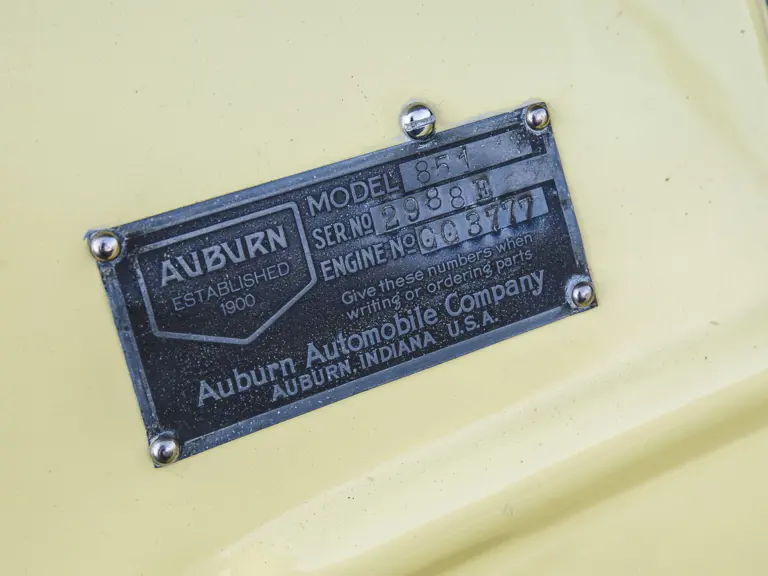 AUBURN
ESTABLISHED
1900
MODEL 851
SER.NO 2988E
ENGINE No GG3777
Give these numbers when
writing or ordering parts
Auburn Automobile Company
AUBURN, INDIANA U.S.A.